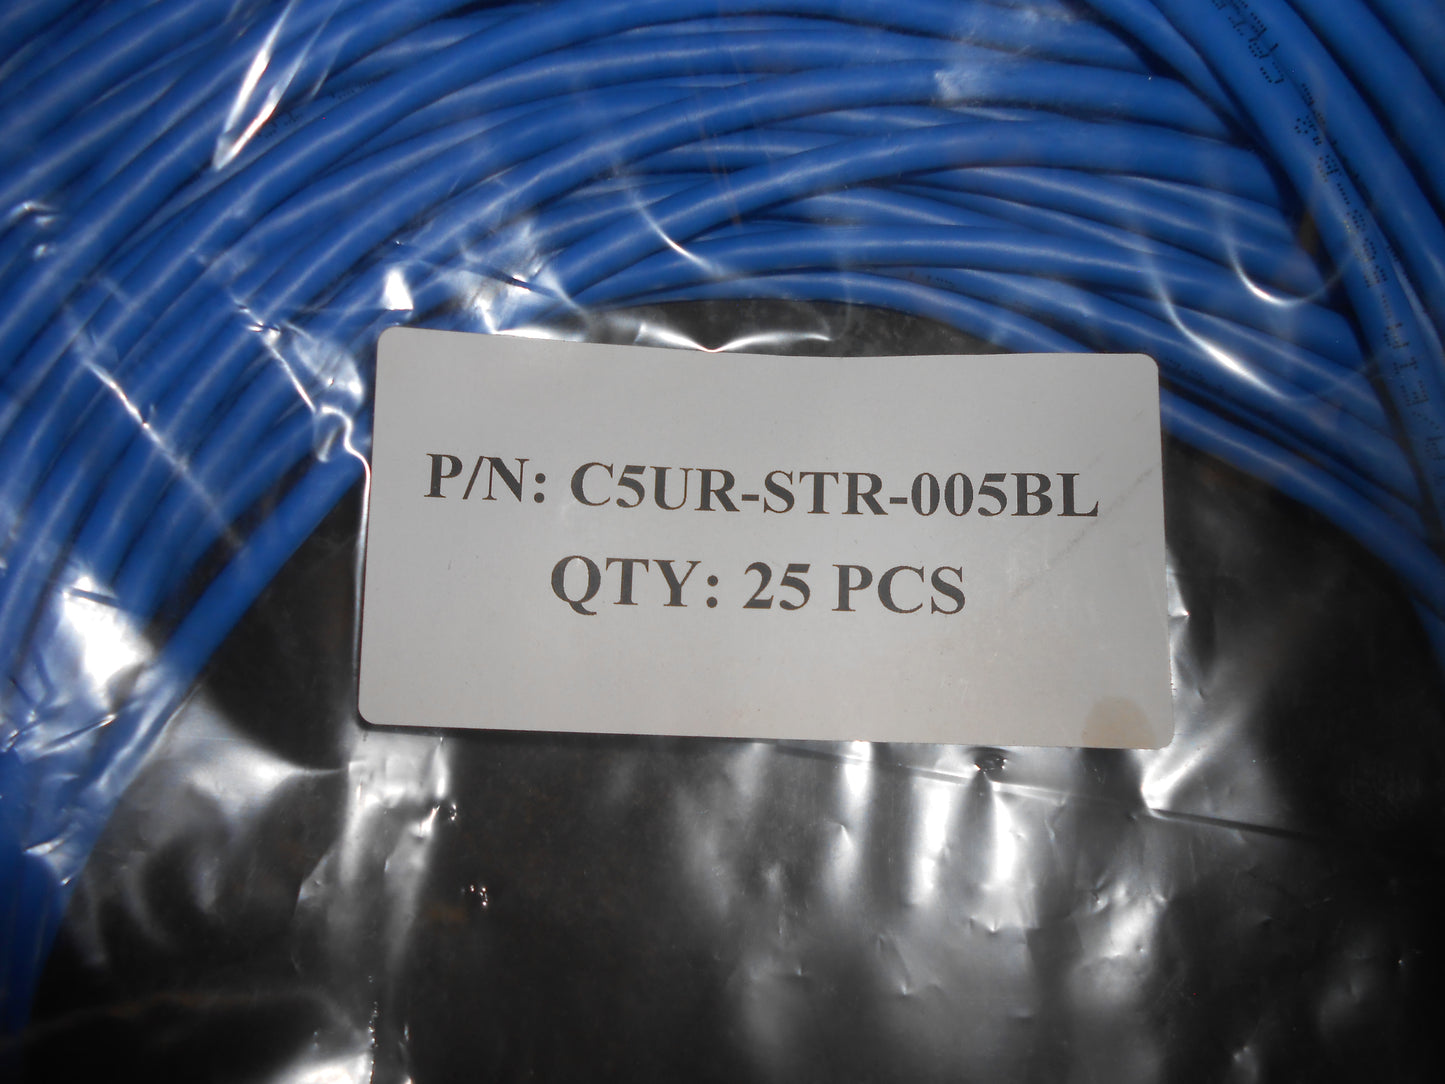 P/N: C5UR-STR-005BL
QTY: 25 PCS